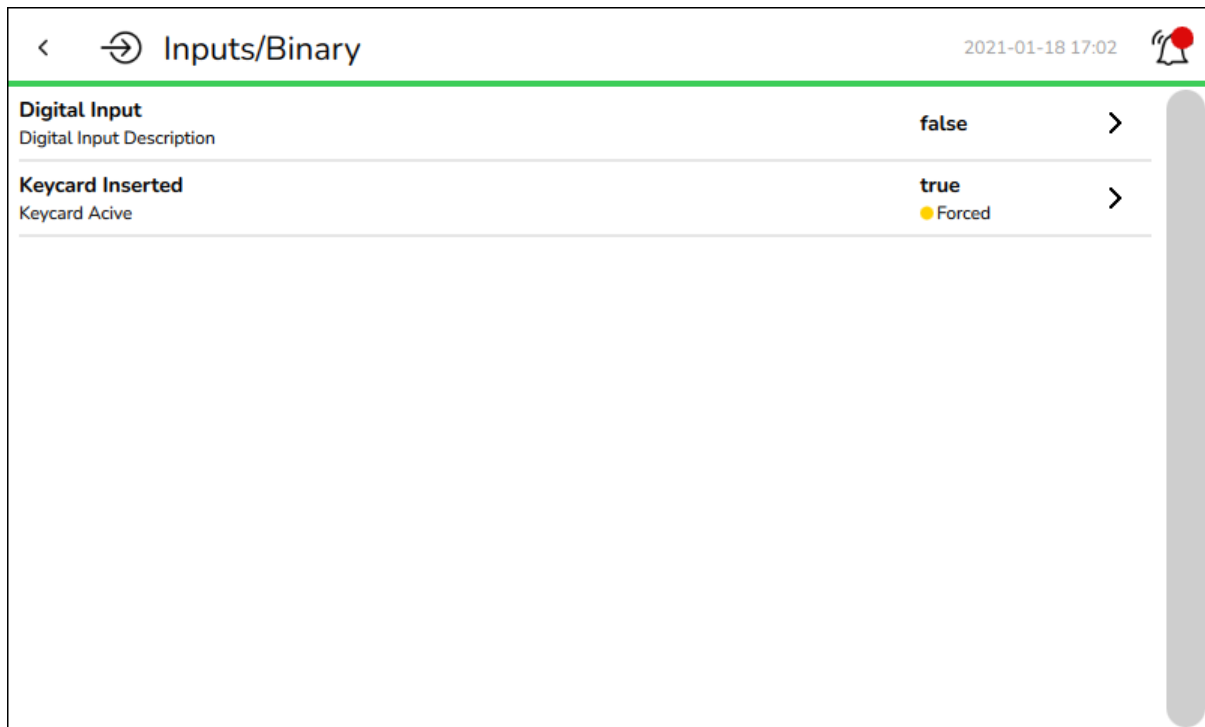 Inputs/Binary
2021-01-18 17:02
Digital Input
Digital Input Description
false
Keycard Inserted
Keycard Acive
true
Forced